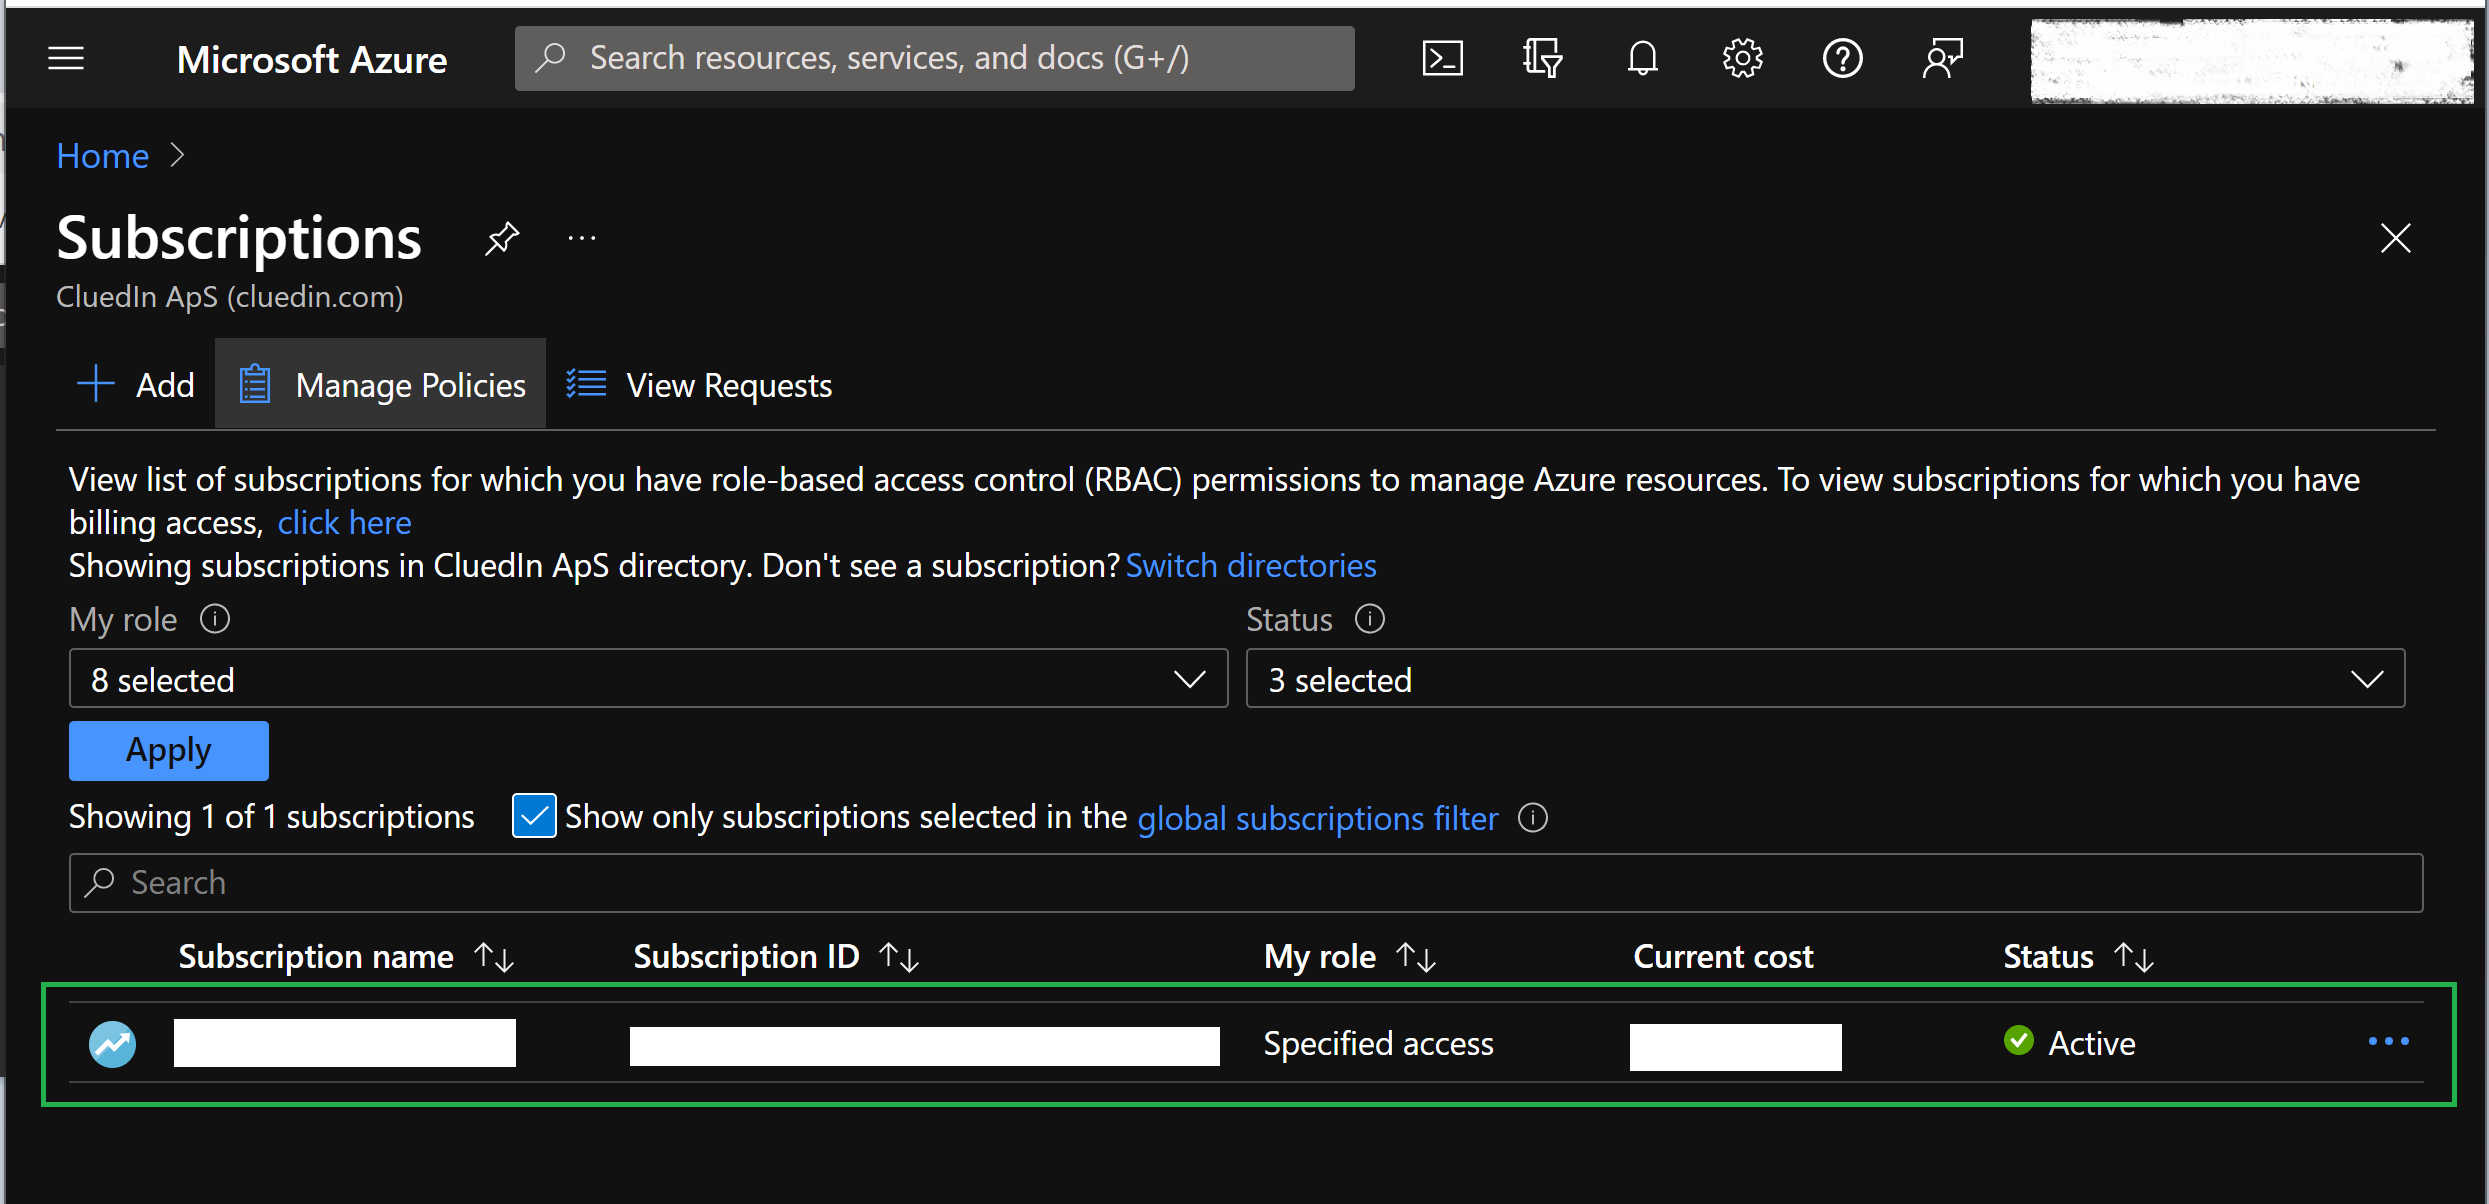 Microsoft Azure
Search resources, services, and docs (G+/)
Home
Subscriptions
CluedIn ApS (cluedin.com)
Add
Manage Policies
View Requests
View list of subscriptions for which you have role-based access control (RBAC) permissions to manage Azure resources. To view subscriptions for which you have
billing access, click here
Showing subscriptions in CluedIn ApS directory. Don't see a subscription? Switch directories
My role
Status
8 selected
3 selected
Apply
Showing 1 of 1 subscriptions
Show only subscriptions selected in the global subscriptions filter
Search
Subscription name
Subscription ID
My role
Current cost
Status
Specified access
Active